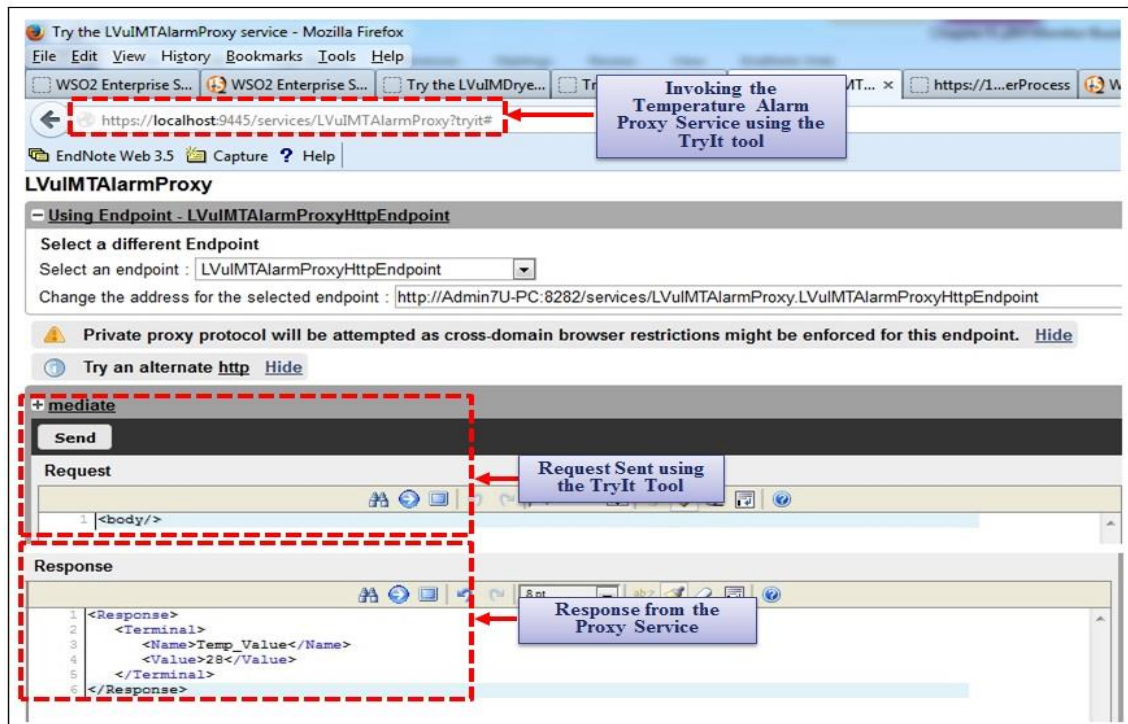 Try the LVuIMTAlarmProxy service - Mozilla Firefox
File Edit View History Bookmarks Tools Help
WSO2 Enterprise S... WSO2 Enterprise S... Try the LVuIMDrye... Tr MT... × https://1...erProcess W
https://localhost:9445/services/LVuIMTAlarmProxy?tryit#
Invoking the
Temperature Alarm
Proxy Service using the
TryIt tool
EndNote Web 3.5 Capture ? Help
LVuIMTAlarmProxy
Using Endpoint - LVuIMTAlarmProxyHttpEndpoint
Select a different Endpoint
Select an endpoint : LVuIMTAlarmProxyHttpEndpoint
Change the address for the selected endpoint : http://Admin7U-PC:8282/services/LVuIMTAlarmProxy.LVuIMTAlarmProxyHttpEndpoint
Private proxy protocol will be attempted as cross-domain browser restrictions might be enforced for this endpoint. Hide
Try an alternate http Hide
+ mediate
Send
Request
Request Sent using
the TryIt Tool
1 <body/>
Response
8 pt
Response from the
Proxy Service
1 <Response>
2 <Terminal>
3 <Name>Temp_Value</Name>
4 <Value>28</Value>
5 </Terminal>
6 </Response>